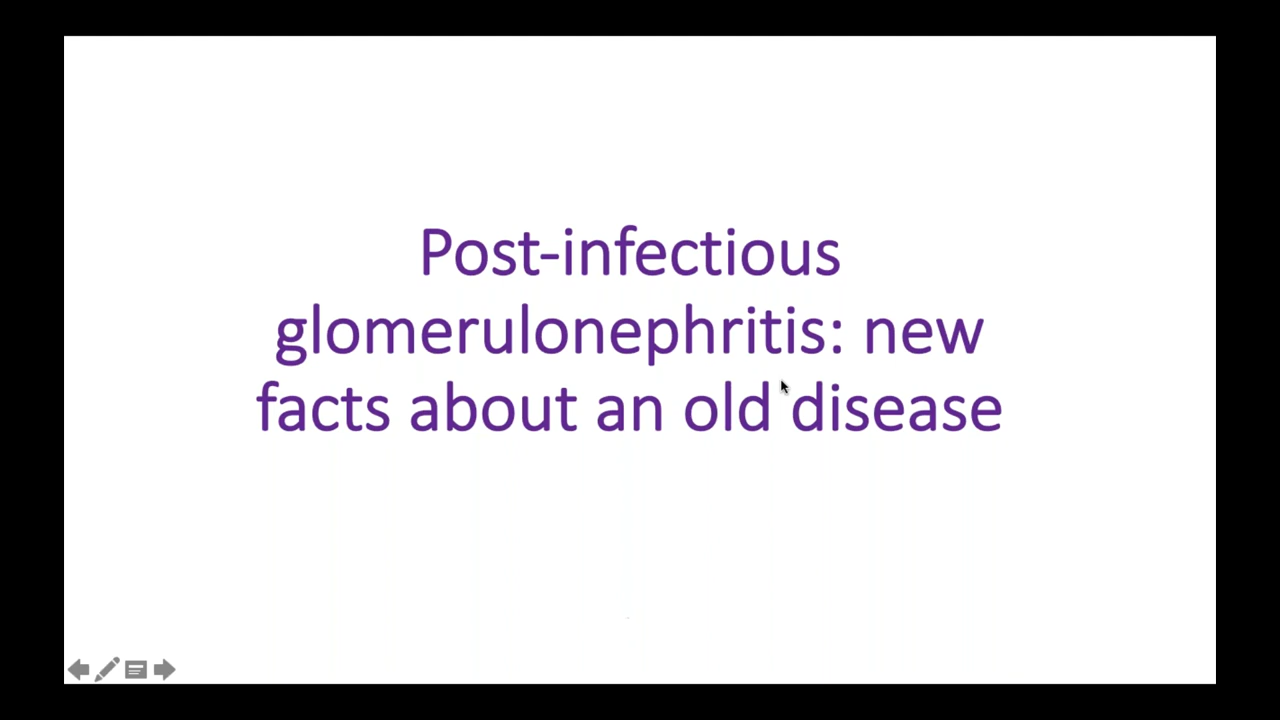 Post-infectious
glomerulonephritis: new
facts about an old disease